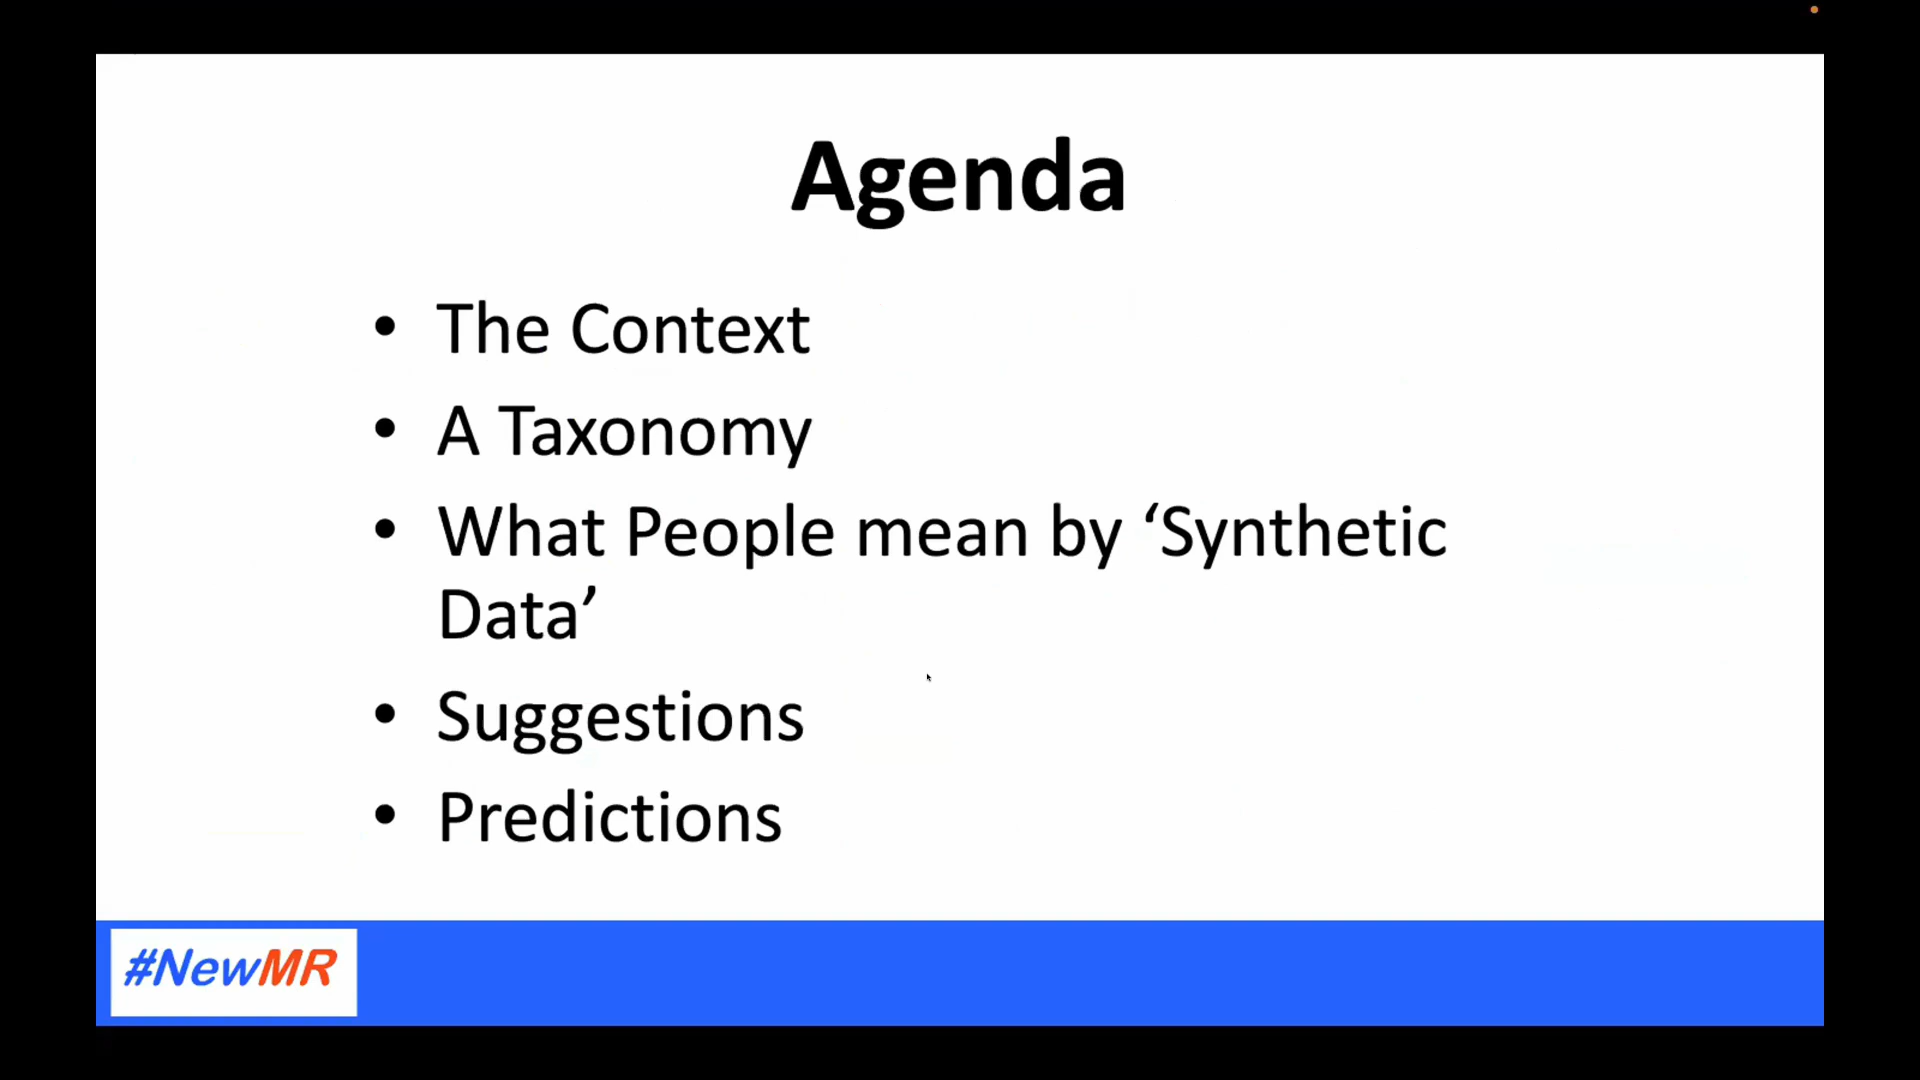 Agenda
• The Context
• A Taxonomy
• What People mean by ‘Synthetic
Data’
• Suggestions
• Predictions
#NewMR